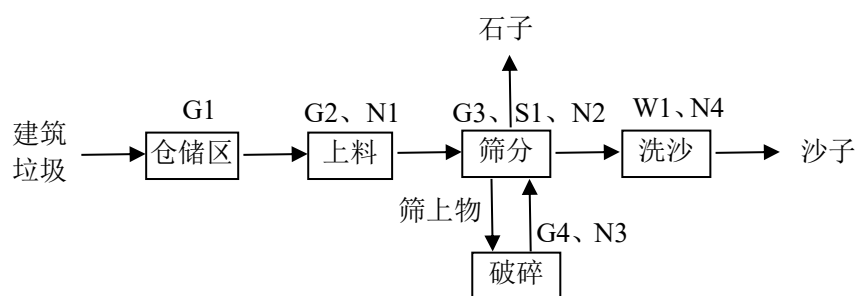 石子
G1
G2、N1
G3、S1、N2
W1、N4
建筑
垃圾
仓储区
上料
筛分
洗沙
沙子
筛上物
G4、N3
破碎